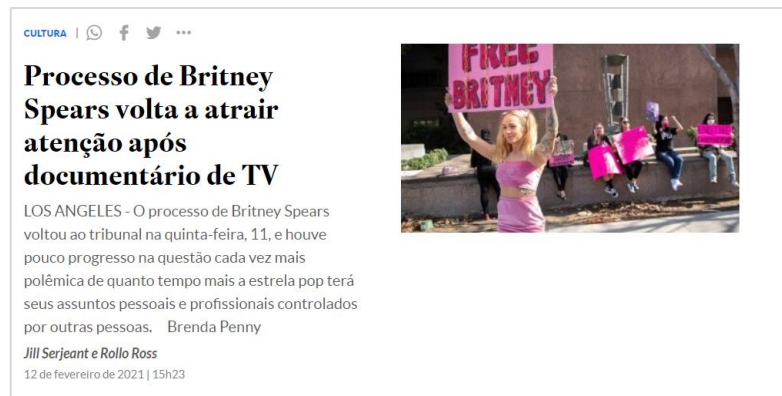 CULTURA
Processo de Britney
Spears volta a atrair
atenção após
documentário de TV
LOS ANGELES - O processo de Britney Spears
voltou ao tribunal na quinta-feira, 11, e houve
pouco progresso na questão cada vez mais
polêmica de quanto tempo mais a estrela pop terá
seus assuntos pessoais e profissionais controlados
por outras pessoas. Brenda Penny
Jill Serjeant e Rollo Ross
12 de fevereiro de 2021 | 15h23
FREE
BRITNEY